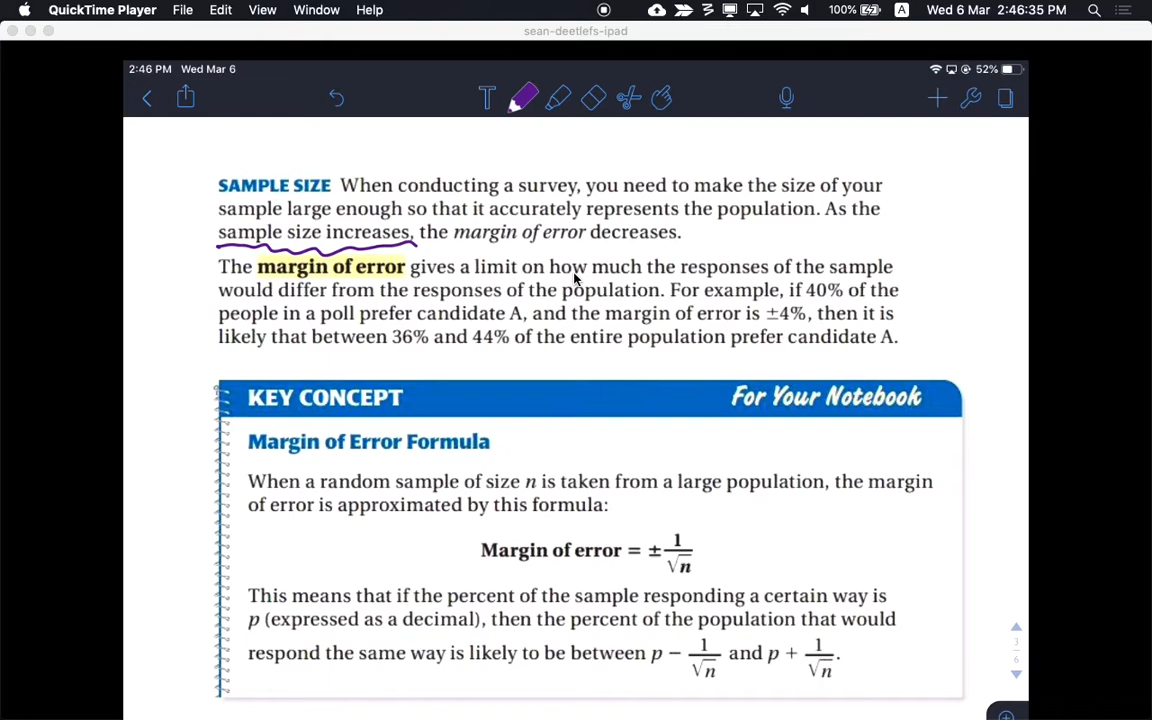 QuickTime Player File Edit View Window Help 100% A Wed 6 Mar 2:46:35 PM
sean-deetlefs-ipad
2:46 PM Wed Mar 6 52%
T
SAMPLE SIZE When conducting a survey, you need to make the size of your
sample large enough so that it accurately represents the population. As the
sample size increases, the margin of error decreases.
The margin of error gives a limit on how much the responses of the sample
would differ from the responses of the population. For example, if 40% of the
people in a poll prefer candidate A, and the margin of error is ±4%, then it is
likely that between 36% and 44% of the entire population prefer candidate A.
KEY CONCEPT For Your Notebook
Margin of Error Formula
When a random sample of size n is taken from a large population, the margin
of error is approximated by this formula:
Margin of error = ± 1/√n
This means that if the percent of the sample responding a certain way is
p (expressed as a decimal), then the percent of the population that would
respond the same way is likely to be between p − 1/√n and p + 1/√n.
3
6